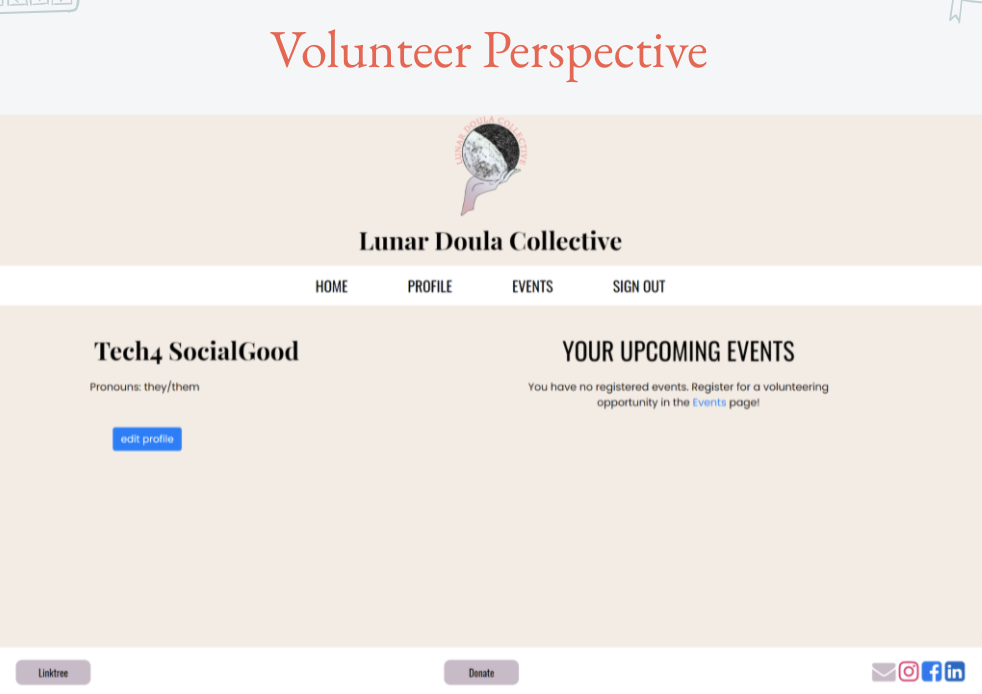 Volunteer Perspective
LUNAR DOULA COLLECTIVE
Lunar Doula Collective
HOME PROFILE EVENTS SIGN OUT
Tech4 SocialGood
Pronouns: they/them
edit profile
YOUR UPCOMING EVENTS
You have no registered events. Register for a volunteering
opportunity in the Events page!
Linktree
Donate